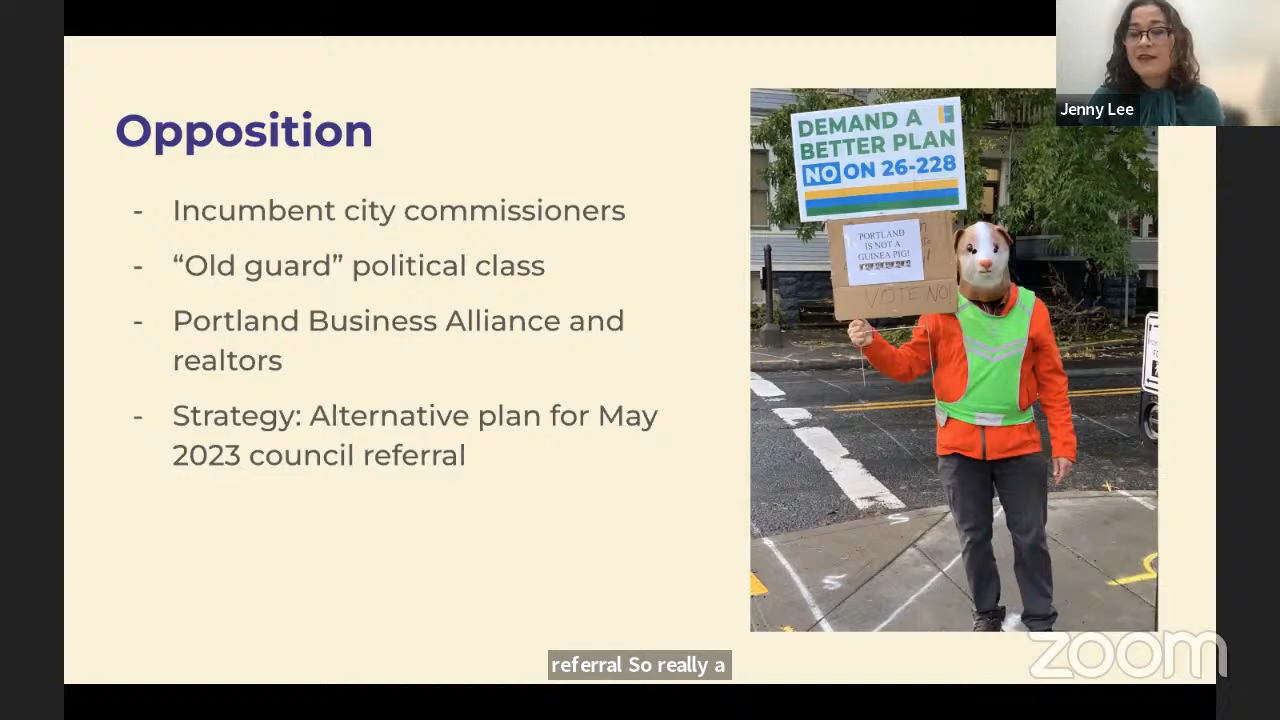 Opposition
- Incumbent city commissioners
- “Old guard” political class
- Portland Business Alliance and
realtors
- Strategy: Alternative plan for May
2023 council referral
DEMAND A
BETTER PLAN
NO ON 26-228
PORTLAND
IS NOT A
GUINEA PIG!
VOTE NO!
Jenny Lee
referral So really a
zoom